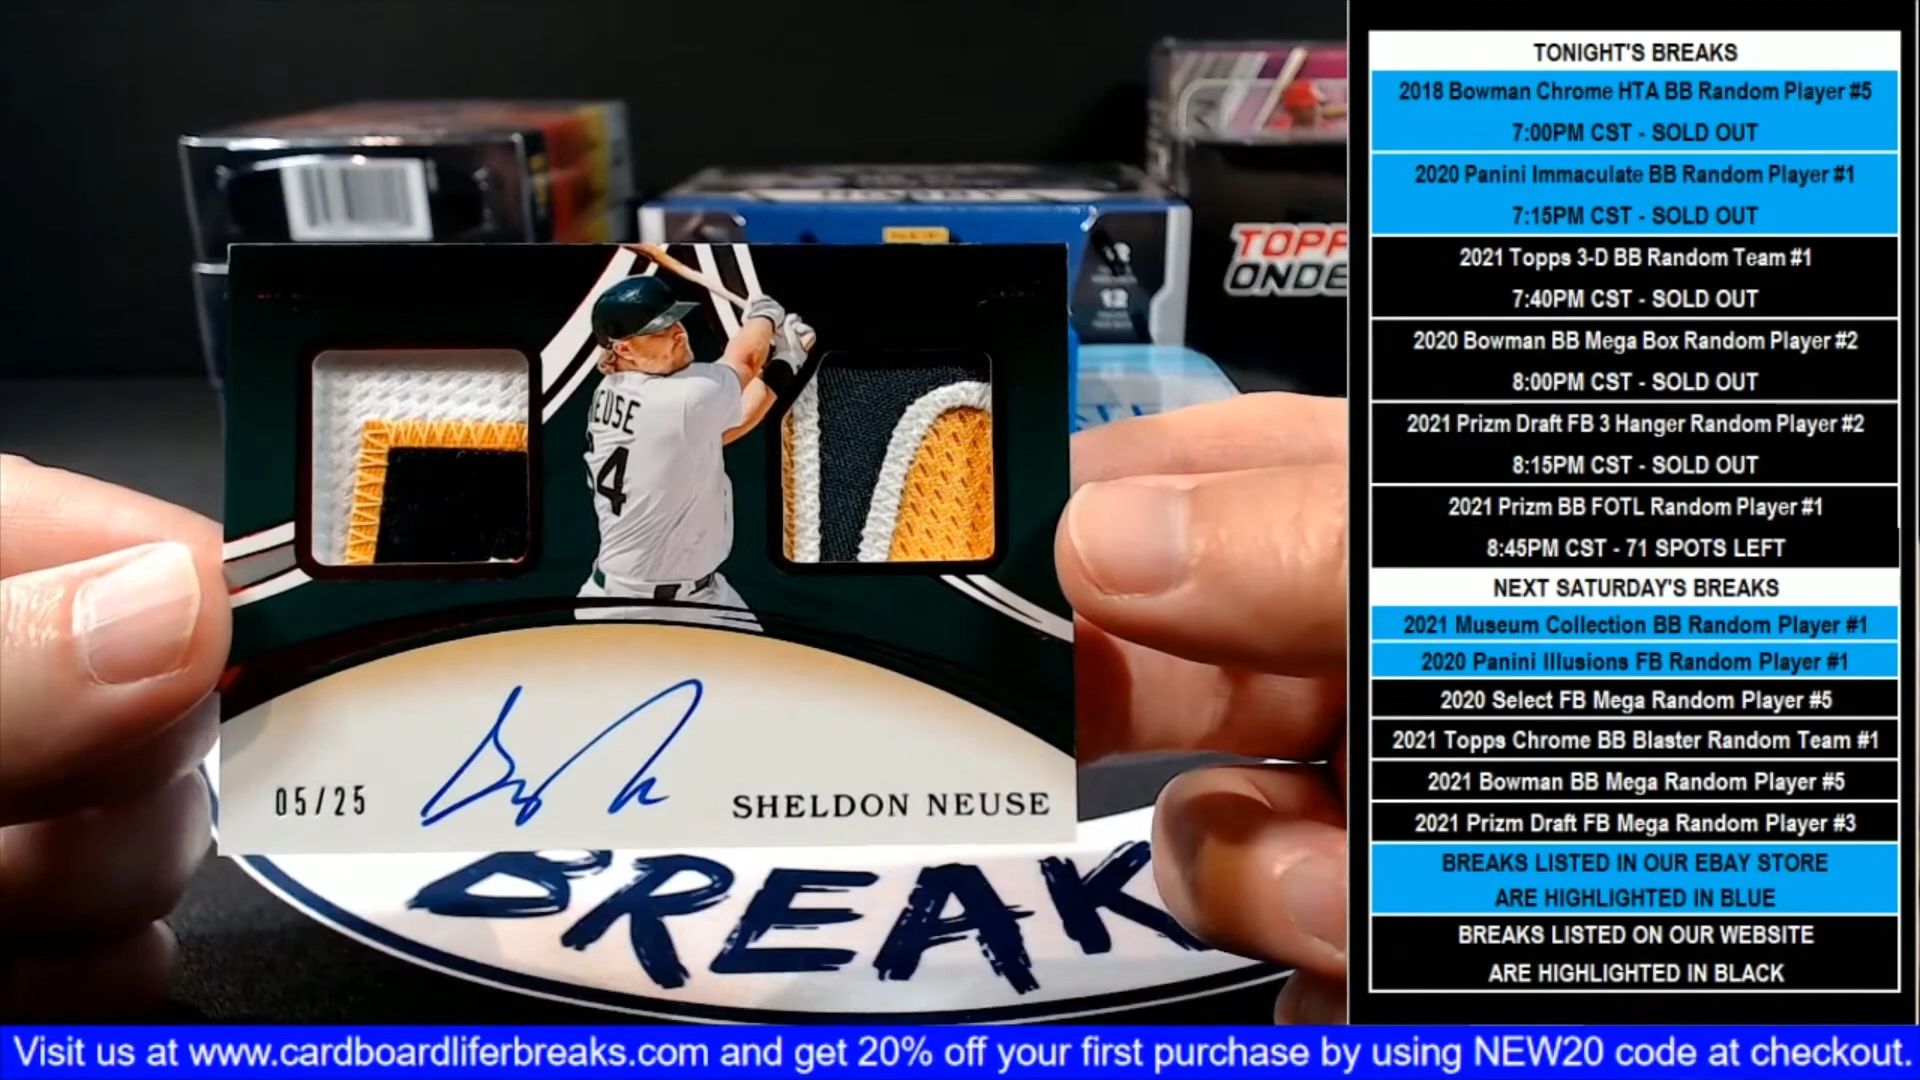 TOPP
ONDE
12
NEUSE
4
05/25
SHELDON NEUSE
BREAK
TONIGHT'S BREAKS
2018 Bowman Chrome HTA BB Random Player #5
7:00PM CST - SOLD OUT
2020 Panini Immaculate BB Random Player #1
7:15PM CST - SOLD OUT
2021 Topps 3-D BB Random Team #1
7:40PM CST - SOLD OUT
2020 Bowman BB Mega Box Random Player #2
8:00PM CST - SOLD OUT
2021 Prizm Draft FB 3 Hanger Random Player #2
8:15PM CST - SOLD OUT
2021 Prizm BB FOTL Random Player #1
8:45PM CST - 71 SPOTS LEFT
NEXT SATURDAY'S BREAKS
2021 Museum Collection BB Random Player #1
2020 Panini Illusions FB Random Player #1
2020 Select FB Mega Random Player #5
2021 Topps Chrome BB Blaster Random Team #1
2021 Bowman BB Mega Random Player #5
2021 Prizm Draft FB Mega Random Player #3
BREAKS LISTED IN OUR EBAY STORE
ARE HIGHLIGHTED IN BLUE
BREAKS LISTED ON OUR WEBSITE
ARE HIGHLIGHTED IN BLACK
Visit us at www.cardboardliferbreaks.com and get 20% off your first purchase by using NEW20 code at checkout.